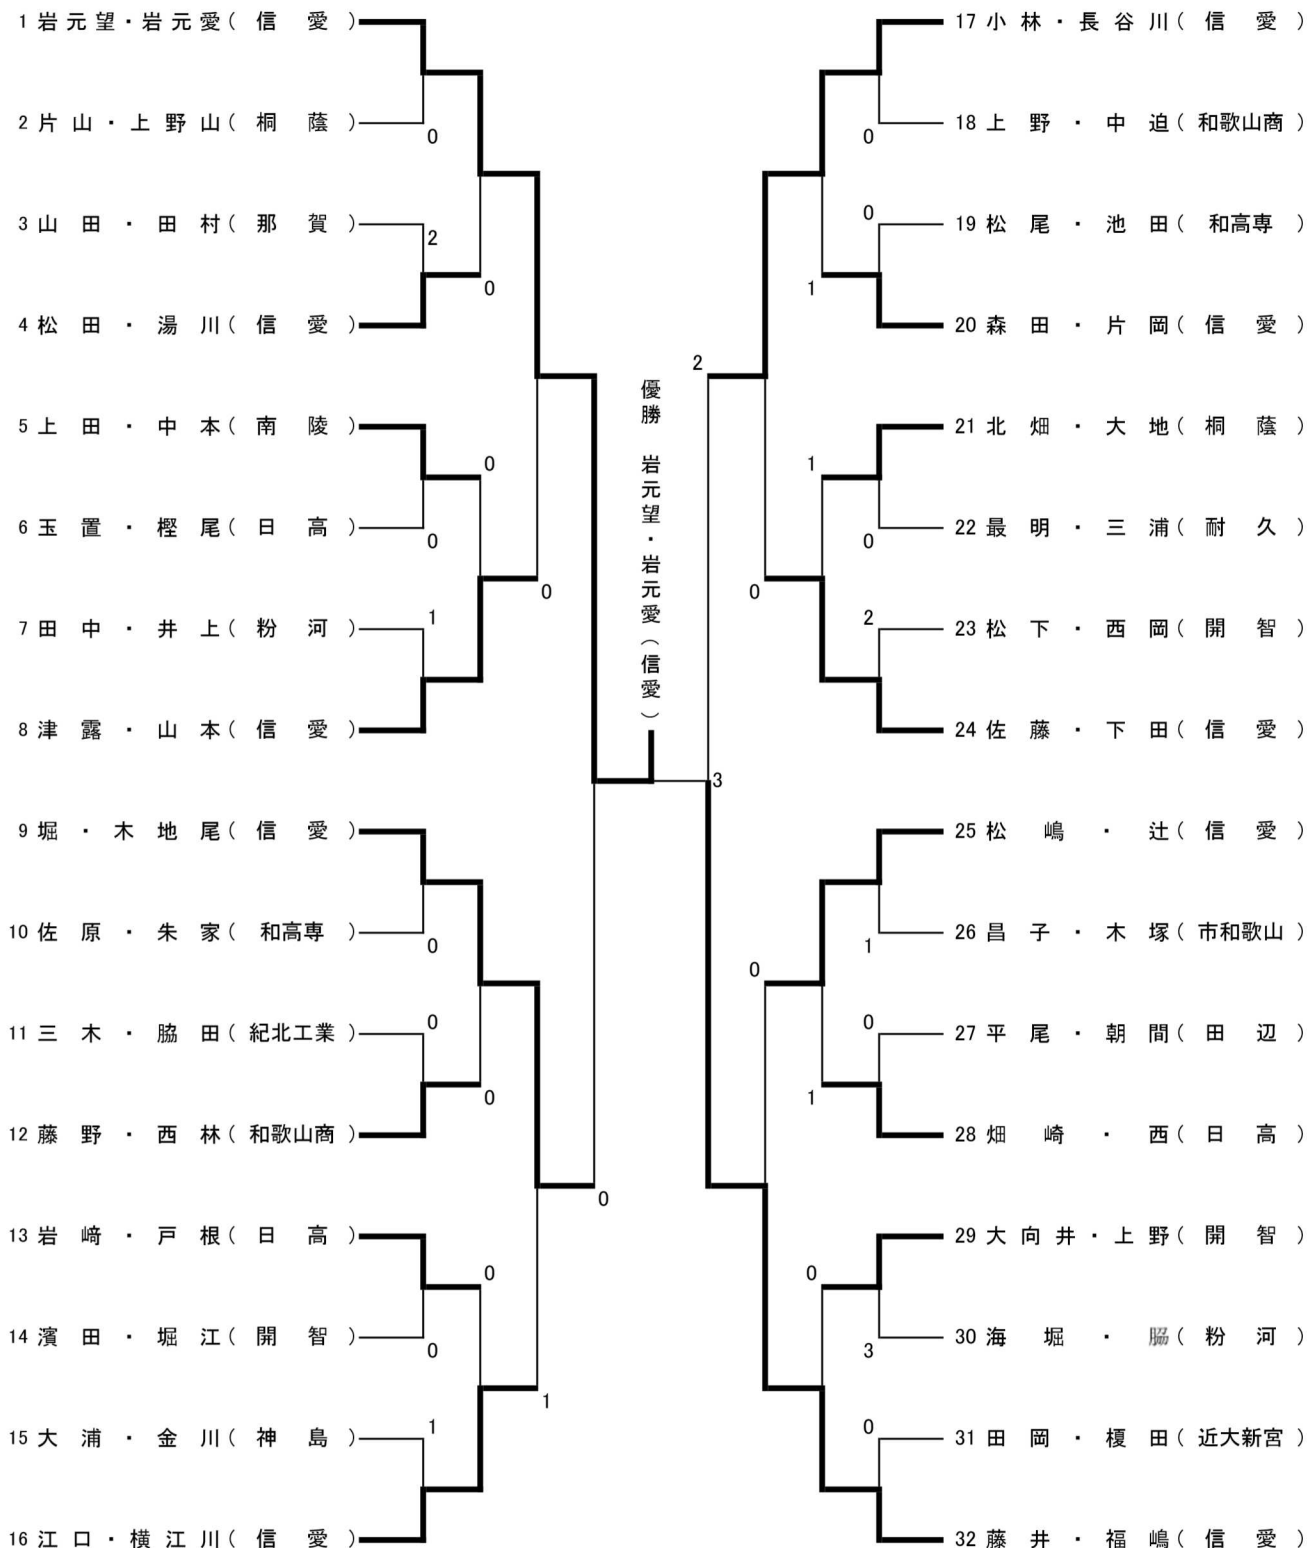 1 岩元望・岩元愛(信愛)
2 片山・上野山(桐蔭)
0
3 山田・田村(那賀)
2
0
4 松田・湯川(信愛)
5 上田・中本(南陵)
0
6 玉置・樫尾(日高)
0
0
7 田中・井上(粉河)
1
8 津露・山本(信愛)
9 堀・木地尾(信愛)
10 佐原・朱家(和高専)
0
11 三木・脇田(紀北工業)
0
0
12 藤野・西林(和歌山商)
0
13 岩﨑・戸根(日高)
0
14 濱田・堀江(開智)
0
1
15 大浦・金川(神島)
1
16 江口・横江川(信愛)
優勝 岩元望・岩元愛(信愛)
3
17 小林・長谷川(信愛)
18 上野・中迫(和歌山商)
0
19 松尾・池田(和高専)
0
1
20 森田・片岡(信愛)
2
21 北畑・大地(桐蔭)
1
22 最明・三浦(耐久)
0
0
23 松下・西岡(開智)
2
24 佐藤・下田(信愛)
25 松嶋・辻(信愛)
26 昌子・木塚(市和歌山)
1
0
27 平尾・朝間(田辺)
0
1
28 畑崎・西(日高)
29 大向井・上野(開智)
0
30 海堀・脇(粉河)
3
31 田岡・榎田(近大新宮)
0
32 藤井・福嶋(信愛)